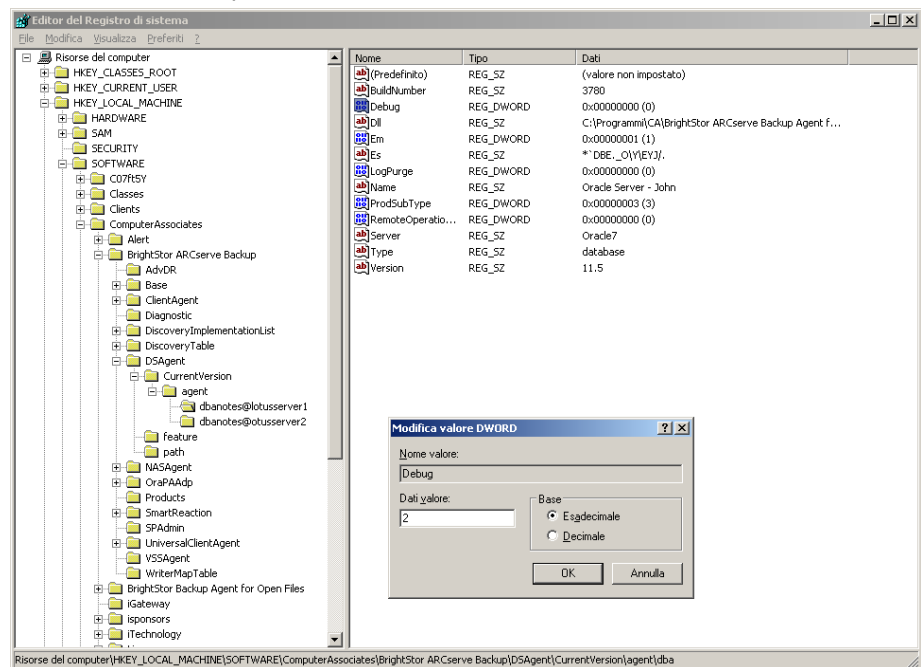 Editor del Registro di sistema
File Modifica Visualizza Preferiti ?
Risorse del computer
HKEY_CLASSES_ROOT
HKEY_CURRENT_USER
HKEY_LOCAL_MACHINE
HARDWARE
SAM
SECURITY
SOFTWARE
C07ft5Y
Classes
Clients
ComputerAssociates
Alert
BrightStor ARCserve Backup
AdvDR
Base
ClientAgent
Diagnostic
DiscoveryImplementationList
DiscoveryTable
DSAgent
CurrentVersion
agent
dbanotes@lotusserver1
dbanotes@otusserver2
feature
path
NASAgent
OraPAAdp
Products
SmartReaction
SPAdmin
UniversalClientAgent
VSSAgent
WriterMapTable
BrightStor Backup Agent for Open Files
iGateway
isponsors
iTechnology
Nome Tipo Dati
(Predefinito) REG_SZ (valore non impostato)
BuildNumber REG_SZ 3780
Debug REG_DWORD 0x00000000 (0)
Dll REG_SZ C:\Programmi\CA\BrightStor ARCserve Backup Agent f...
Em REG_DWORD 0x00000001 (1)
Es REG_SZ *`DBE._O\Y\EYJ/.
LogPurge REG_DWORD 0x00000000 (0)
Name REG_SZ Oracle Server - John
ProdSubType REG_DWORD 0x00000003 (3)
RemoteOperatio... REG_DWORD 0x00000000 (0)
Server REG_SZ Oracle7
Type REG_SZ database
Version REG_SZ 11.5
Modifica valore DWORD
Nome valore:
Debug
Dati valore:
2
Base
Esadecimale
Decimale
OK Annulla
Risorse del computer\HKEY_LOCAL_MACHINE\SOFTWARE\ComputerAssociates\BrightStor ARCserve Backup\DSAgent\CurrentVersion\agent\dba